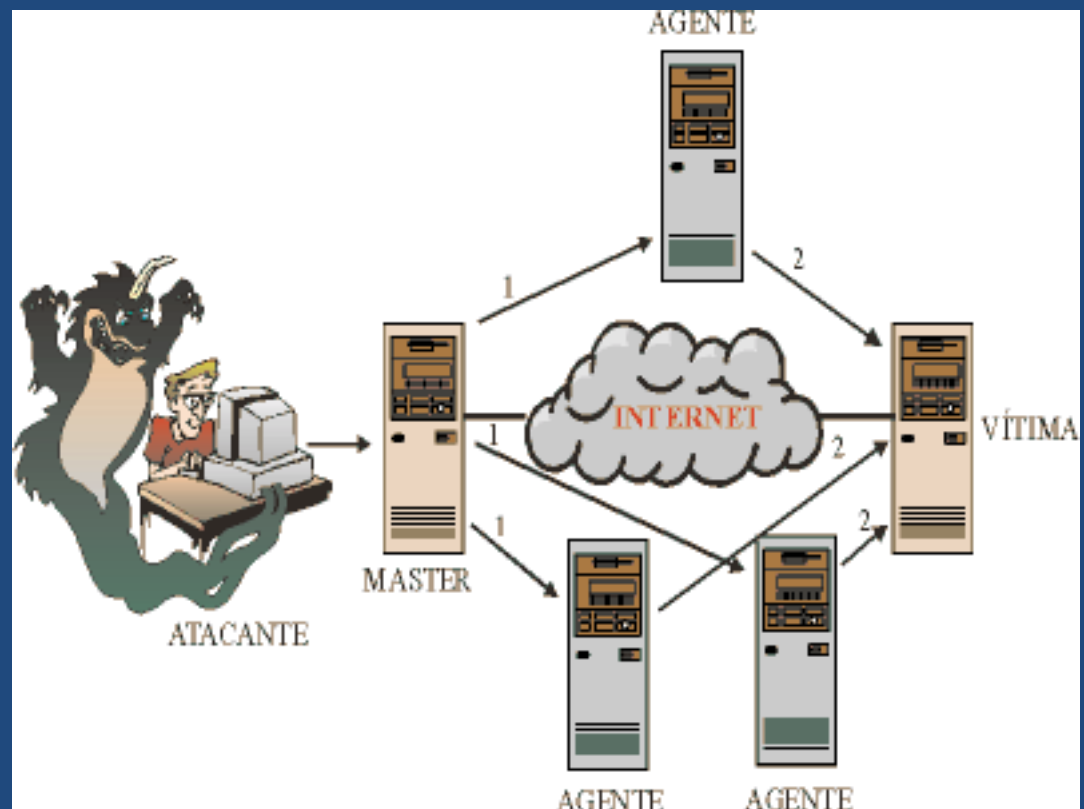 AGENTE
1
2
INTERNET
VÍTIMA
1
2
1
2
MASTER
ATACANTE
AGENTE
AGENTE